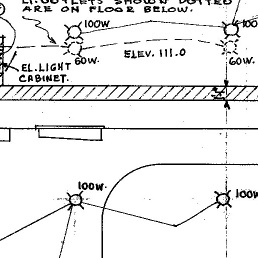 LT. OUTLETS SHOWN DOTTED
ARE ON FLOOR BELOW.
100W
100
60W.
ELEV. 111.0
60W.
EL. LIGHT
CABINET.
100W.
100W